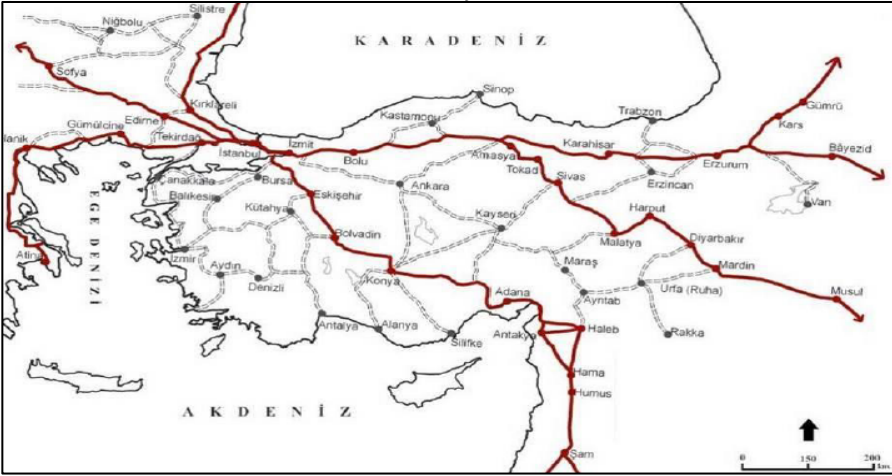 KARADENİZ
Niğbolu
Silistre
Sofya
Kırklareli
Edirne
Gümülcine
Tekirdağ
lanik
İstanbul
İzmit
Bolu
Kastamonu
Sinop
Amasya
Tokad
Sivas
Karahisar
Trabzon
Erzincan
Erzurum
Kars
Gümrü
Bâyezid
Van
Çanakkale
Bursa
Balıkesir
Eskişehir
Kütahya
Ankara
Kayseri
Bolvadin
Harput
Malatya
Diyarbakır
Mardin
Musul
EGE DENİZİ
Atina
İzmir
Aydın
Denizli
Konya
Adana
Maraş
Ayntab
Urfa (Ruha)
Rakka
Antalya
Alanya
Silifke
Antakya
Haleb
Hama
Humus
Şam
AKDENİZ
0 150 200
km